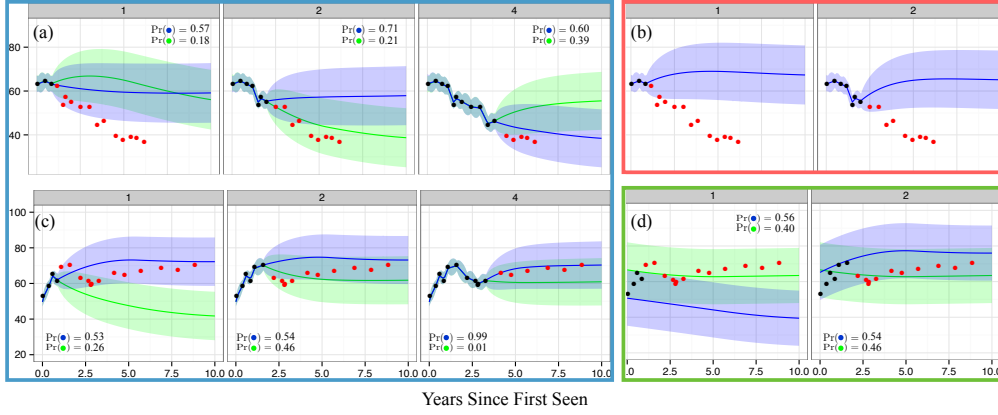 1 2 4 1 2
(a) Pr(●) = 0.57 Pr(●) = 0.71 Pr(●) = 0.60 (b)
Pr(●) = 0.18 Pr(●) = 0.21 Pr(●) = 0.39
80
60
40
1 2 4 1 2
100 (c) (d) Pr(●) = 0.56
Pr(●) = 0.40
80
60
40
Pr(●) = 0.53 Pr(●) = 0.54 Pr(●) = 0.99 Pr(●) = 0.54
Pr(●) = 0.26 Pr(●) = 0.46 Pr(●) = 0.01 Pr(●) = 0.46
20
0.0 2.5 5.0 7.5 10.0 0.0 2.5 5.0 7.5 10.0 0.0 2.5 5.0 7.5 10.0 0.0 2.5 5.0 7.5 10.0 0.0 2.5 5.0 7.5 10.0
Years Since First Seen